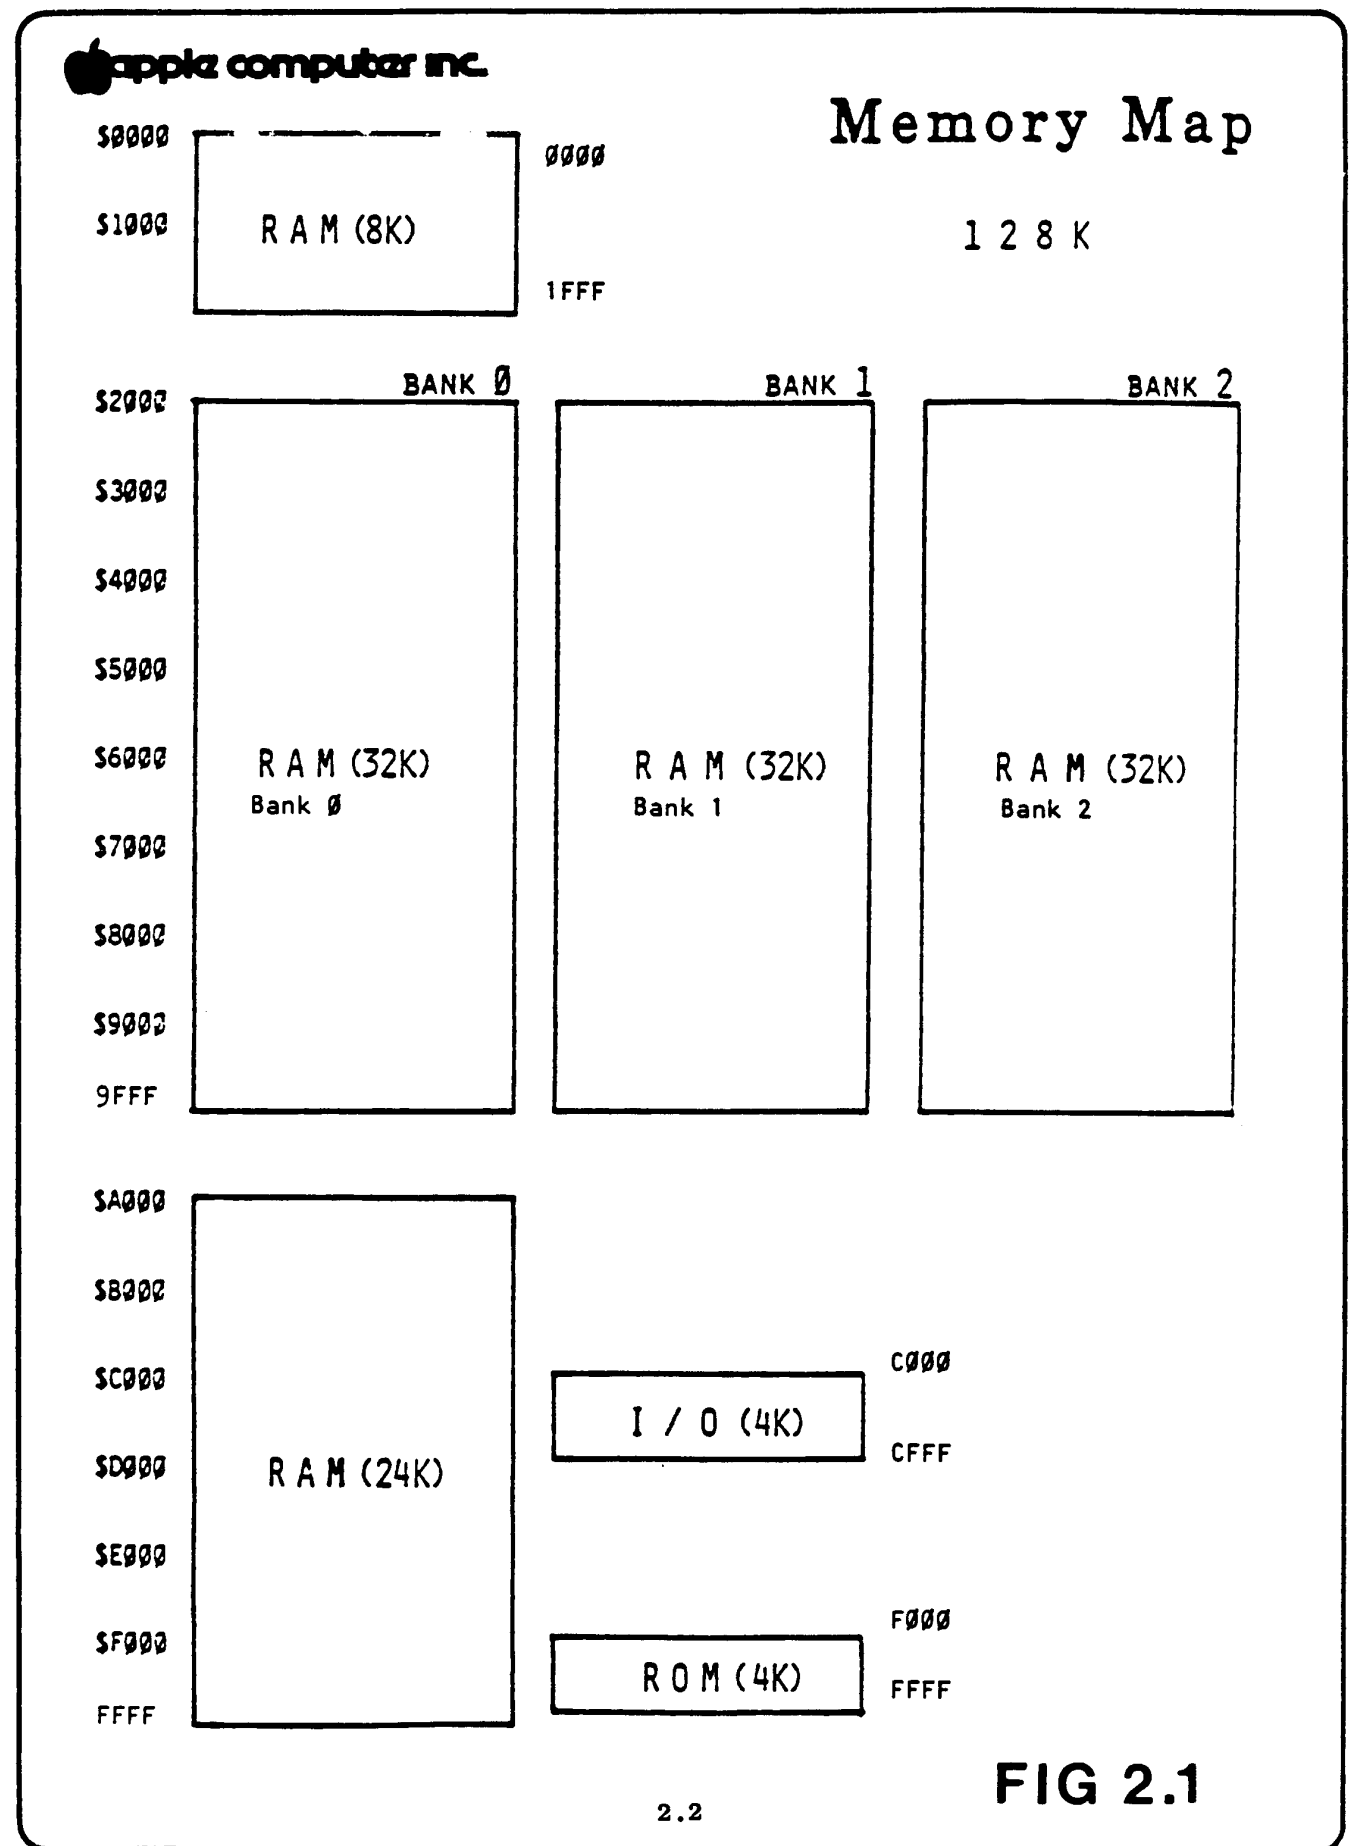 apple computer inc.
Memory Map
128K
$0000
0000
$1000
RAM (8K)
1FFF
BANK 0
BANK 1
BANK 2
$2000
$3000
$4000
$5000
$6000
RAM (32K)
Bank 0
RAM (32K)
Bank 1
RAM (32K)
Bank 2
$7000
$8000
$9000
9FFF
$A000
$B000
$C000
C000
I/O (4K)
CFFF
$D000
RAM (24K)
$E000
$F000
F000
ROM (4K)
FFFF
FFFF
FIG 2.1
2.2